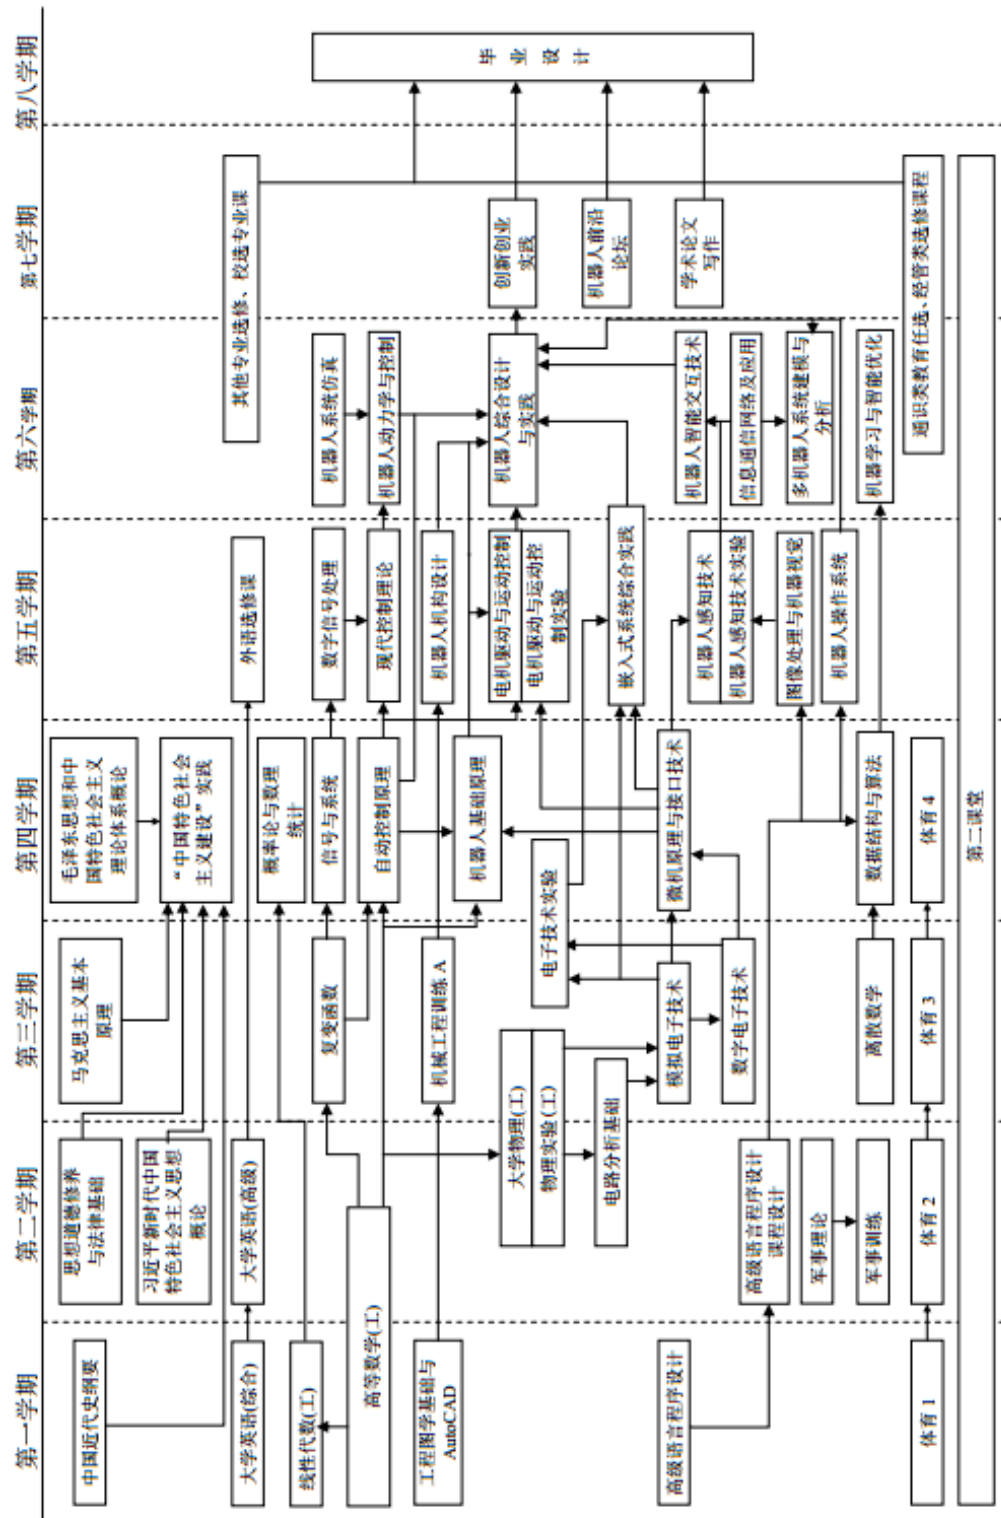 第一学期
第二学期
第三学期
第四学期
第五学期
第六学期
第七学期
第八学期
中国近代史纲要
大学英语(综合)
线性代数(工)
高等数学(工)
工程图学基础与
AutoCAD
高级语言程序设计
体育 1
思想道德修养
与法律基础
习近平新时代中国
特色社会主义思想
概论
大学英语(高级)
大学物理(工)
物理实验(工)
电路分析基础
高级语言程序设计
课程设计
军事理论
军事训练
体育 2
马克思主义基本
原理
复变函数
机械工程训练 A
电子技术实验
模拟电子技术
数字电子技术
离散数学
体育 3
毛泽东思想和中
国特色社会主义
理论体系概论
“中国特色社会
主义建设”实践
概率论与数理
统计
信号与系统
自动控制原理
机器人基础原理
微机原理与接口技术
数据结构与算法
体育 4
外语选修课
数字信号处理
现代控制理论
机器人机构设计
电机驱动与运动控制
电机驱动与运动控
制实验
嵌入式系统综合实践
机器人感知技术
机器人感知技术实验
图像处理与机器视觉
机器人操作系统
其他专业选修、校选专业课
机器人系统仿真
机器人动力学与控制
机器人综合设计
与实践
机器人智能交互技术
信息通信网络及应用
多机器人系统建模与
分析
机器学习与智能优化
通识类教育任选、经管类选修课程
创新创业
实践
机器人前沿
论坛
学术论文
写作
毕业设计
第二课堂